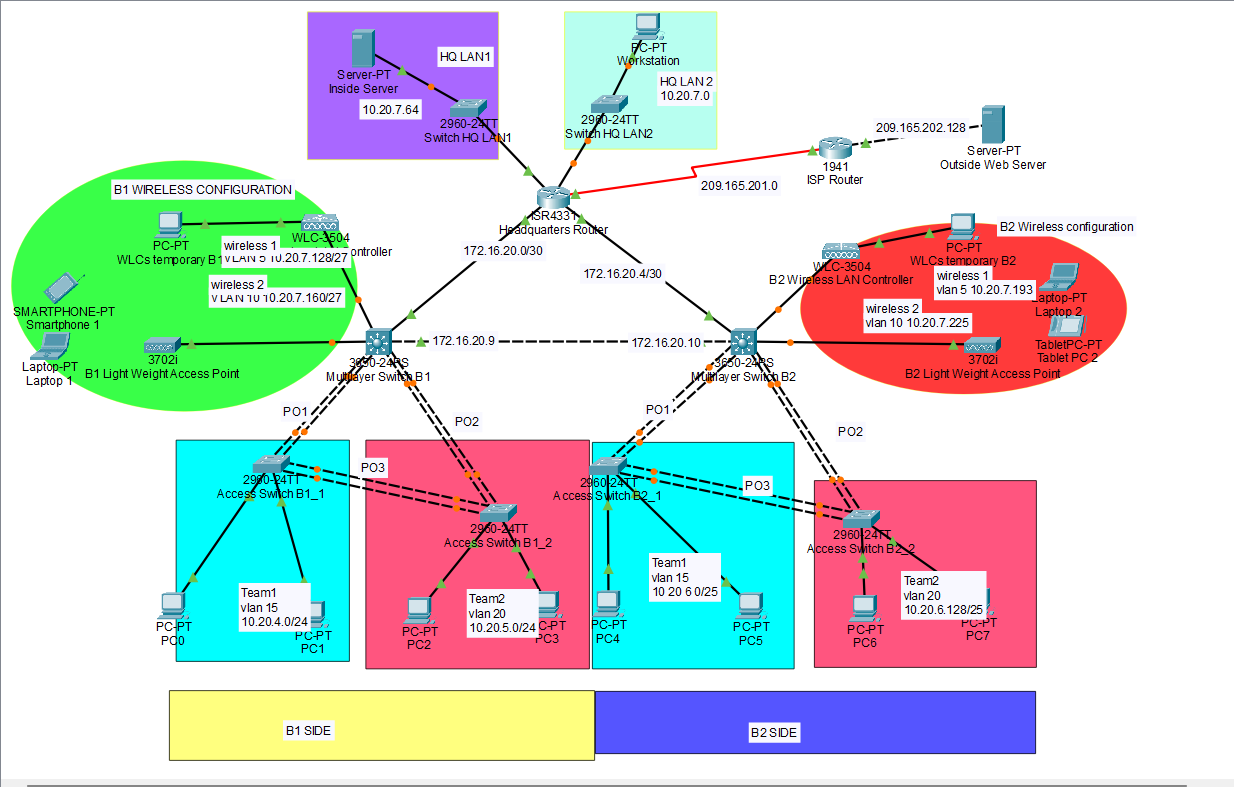 HQ LAN1
Server-PT
Inside Server
10.20.7.64
2960-24TT
Switch HQ LAN1
PC-PT
Workstation
HQ LAN 2
10.20.7.0
2960-24TT
Switch HQ LAN2
209.165.202.128
Server-PT
Outside Web Server
1941
ISP Router
209.165.201.0
ISR4331
Headquarters Router
172.16.20.0/30
172.16.20.4/30
B1 WIRELESS CONFIGURATION
PC-PT
WLCs temporary B1
WLC-3504
ontroller
wireless 1
VLAN 5 10.20.7.128/27
wireless 2
VLAN 10 10.20.7.160/27
SMARTPHONE-PT
Smartphone 1
Laptop-PT
Laptop 1
3702i
B1 Light Weight Access Point
B2 Wireless configuration
PC-PT
WLCs temporary B2
WLC-3504
B2 Wireless LAN Controller
wireless 1
vlan 5 10.20.7.193
Laptop-PT
Laptop 2
wireless 2
vlan 10 10.20.7.225
TabletPC-PT
Tablet PC 2
3702i
B2 Light Weight Access Point
172.16.20.9
172.16.20.10
3650-24PS
Multilayer Switch B1
3650-24PS
Multilayer Switch B2
PO1
PO2
PO1
PO2
PO3
2960-24TT
Access Switch B1_1
2960-24TT
Access Switch B1_2
PO3
2960-24TT
Access Switch B2_1
2960-24TT
Access Switch B2_2
Team1
vlan 15
10.20.4.0/24
PC-PT
PC0
PC-PT
PC1
Team2
vlan 20
10.20.5.0/24
PC-PT
PC2
PC-PT
PC3
Team1
vlan 15
10 20 6 0/25
PC-PT
PC4
PC-PT
PC5
Team2
vlan 20
10.20.6.128/25
PC-PT
PC6
PC-PT
PC7
B1 SIDE
B2 SIDE